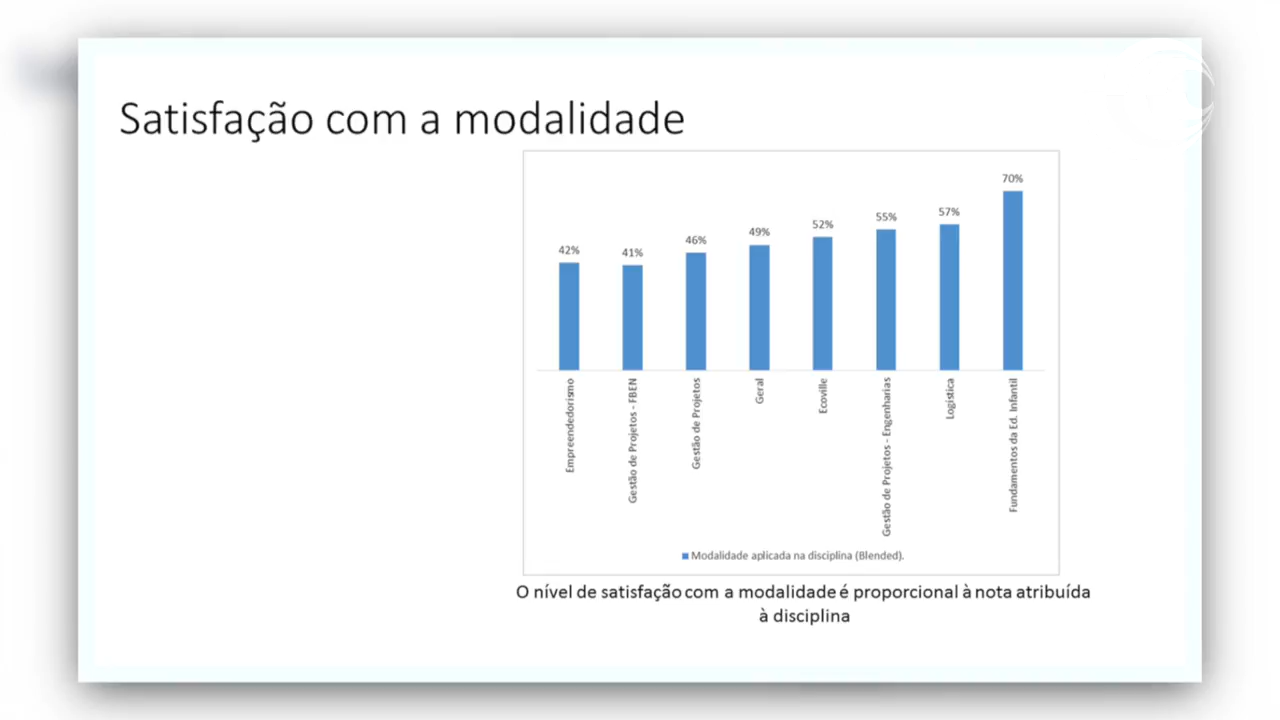 Satisfação com a modalidade
70%
57%
55%
52%
49%
46%
42%
41%
Empreendedorismo
Gestão de Projetos - FBEN
Gestão de Projetos
Geral
Ecoville
Gestão de Projetos - Engenharias
Logística
Fundamentos da Ed. Infantil
Modalidade aplicada na disciplina (Blended).
O nível de satisfação com a modalidade é proporcional à nota atribuída
à disciplina